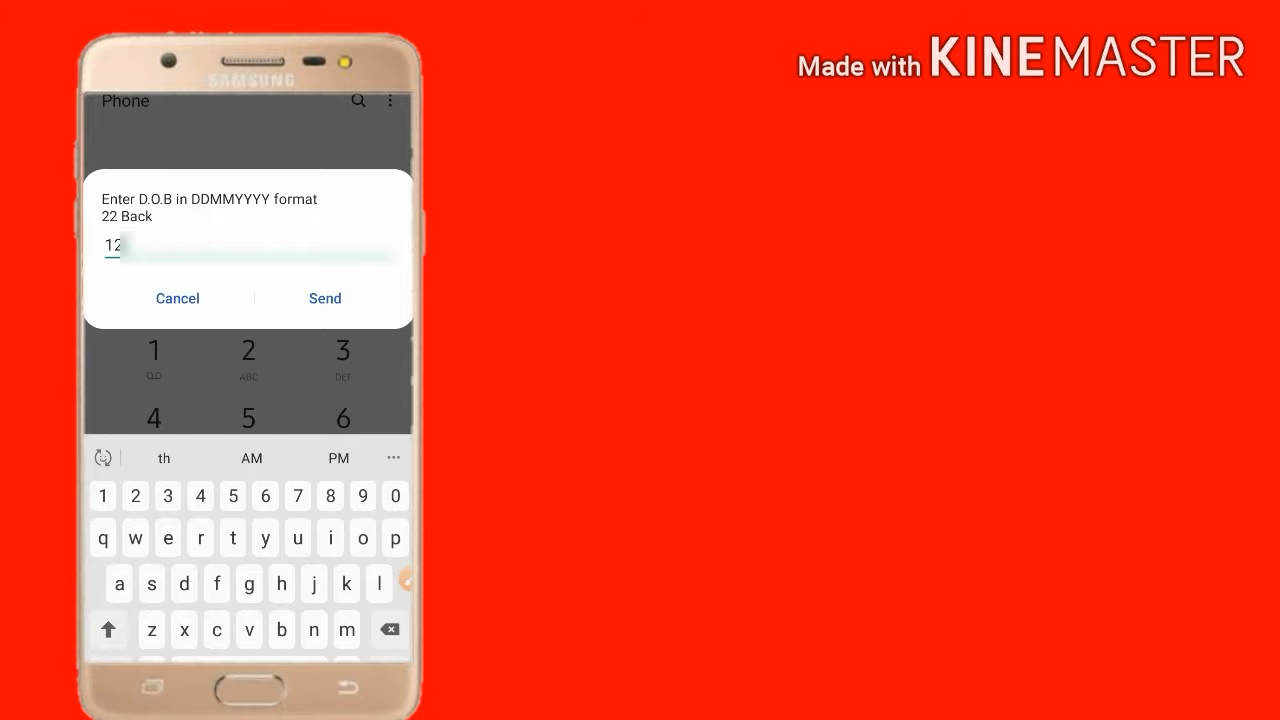 Made with KINEMASTER
SAMSUNG
Phone
Enter D.O.B in DDMMYYYY format
22 Back
12
Cancel
Send
1 2 3
ABC DEF
4 5 6
th AM PM
1 2 3 4 5 6 7 8 9 0
q w e r t y u i o p
a s d f g h j k l
z x c v b n m